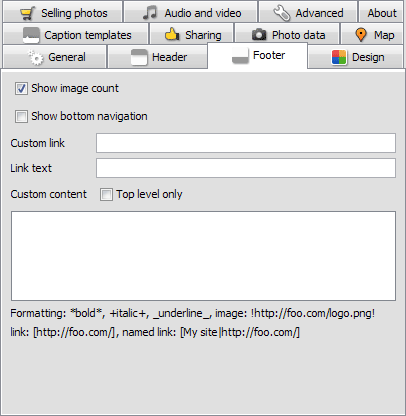 Selling photos Audio and video Advanced About
Caption templates Sharing Photo data Map
General Header Footer Design
Show image count
Show bottom navigation
Custom link
Link text
Custom content Top level only
Formatting: *bold*, +italic+, _underline_, image: !http://foo.com/logo.png!
link: [http://foo.com/], named link: [My site|http://foo.com/]